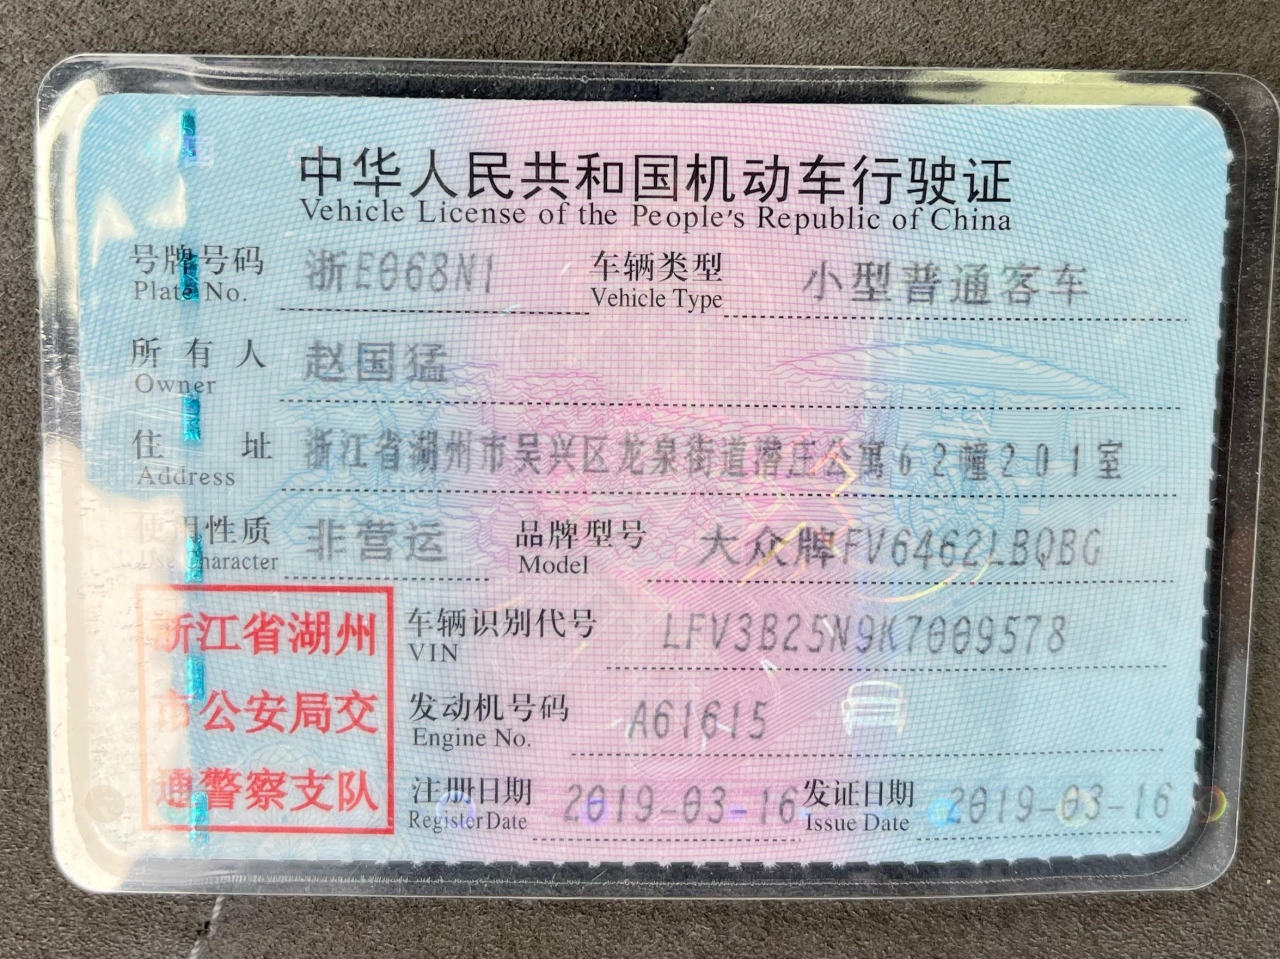 中华人民共和国机动车行驶证
Vehicle License of the People's Republic of China
号牌号码 浙E068N1 车辆类型 小型普通客车
Plate No. Vehicle Type
所有人 赵国猛
Owner
住址 浙江省湖州市吴兴区龙泉街道潜庄公寓62幢201室
Address
使用性质 非营运 品牌型号 大众牌FV6462LBQBG
Use Character Model
浙江省湖州
市公安局交
通警察支队
车辆识别代号 LFV3B25N9K7009578
VIN
发动机号码 A61615
Engine No.
注册日期 2019-03-16 发证日期 2019-03-16
Register Date Issue Date